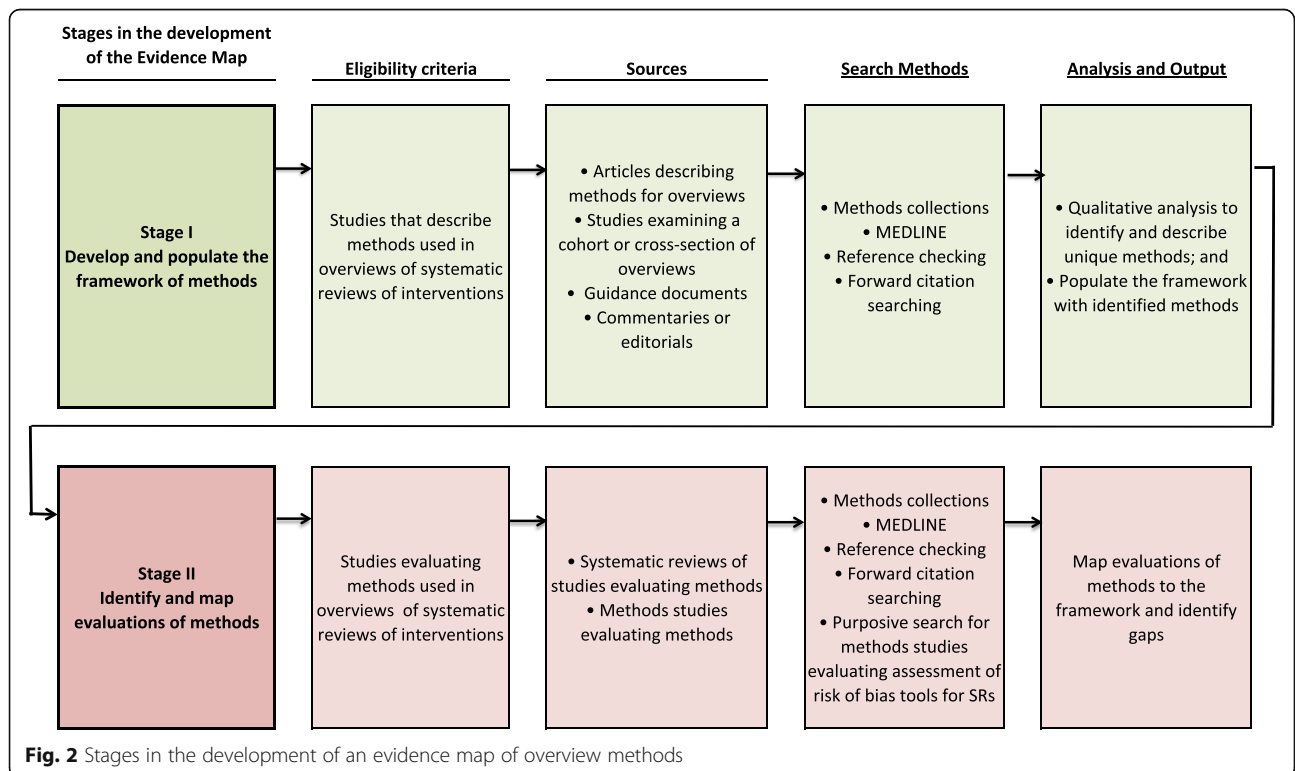 Stages in the development
of the Evidence Map
Eligibility criteria
Sources
Search Methods
Analysis and Output
Stage I
Develop and populate the
framework of methods
Studies that describe
methods used in
overviews of systematic
reviews of interventions
• Articles describing
methods for overviews
• Studies examining a
cohort or cross-section of
overviews
• Guidance documents
• Commentaries or
editorials
• Methods collections
• MEDLINE
• Reference checking
• Forward citation
searching
• Qualitative analysis to
identify and describe
unique methods; and
• Populate the framework
with identified methods
Stage II
Identify and map
evaluations of methods
Studies evaluating
methods used in
overviews of systematic
reviews of interventions
• Systematic reviews of
studies evaluating methods
• Methods studies
evaluating methods
• Methods collections
• MEDLINE
• Reference checking
• Forward citation
searching
• Purposive search for
methods studies
evaluating assessment of
risk of bias tools for SRs
Map evaluations of
methods to the
framework and identify
gaps
Fig. 2 Stages in the development of an evidence map of overview methods